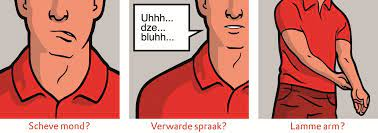 Uhhh...
dze...
bluhh...
Scheve mond?
Verwarde spraak?
Lamme arm?